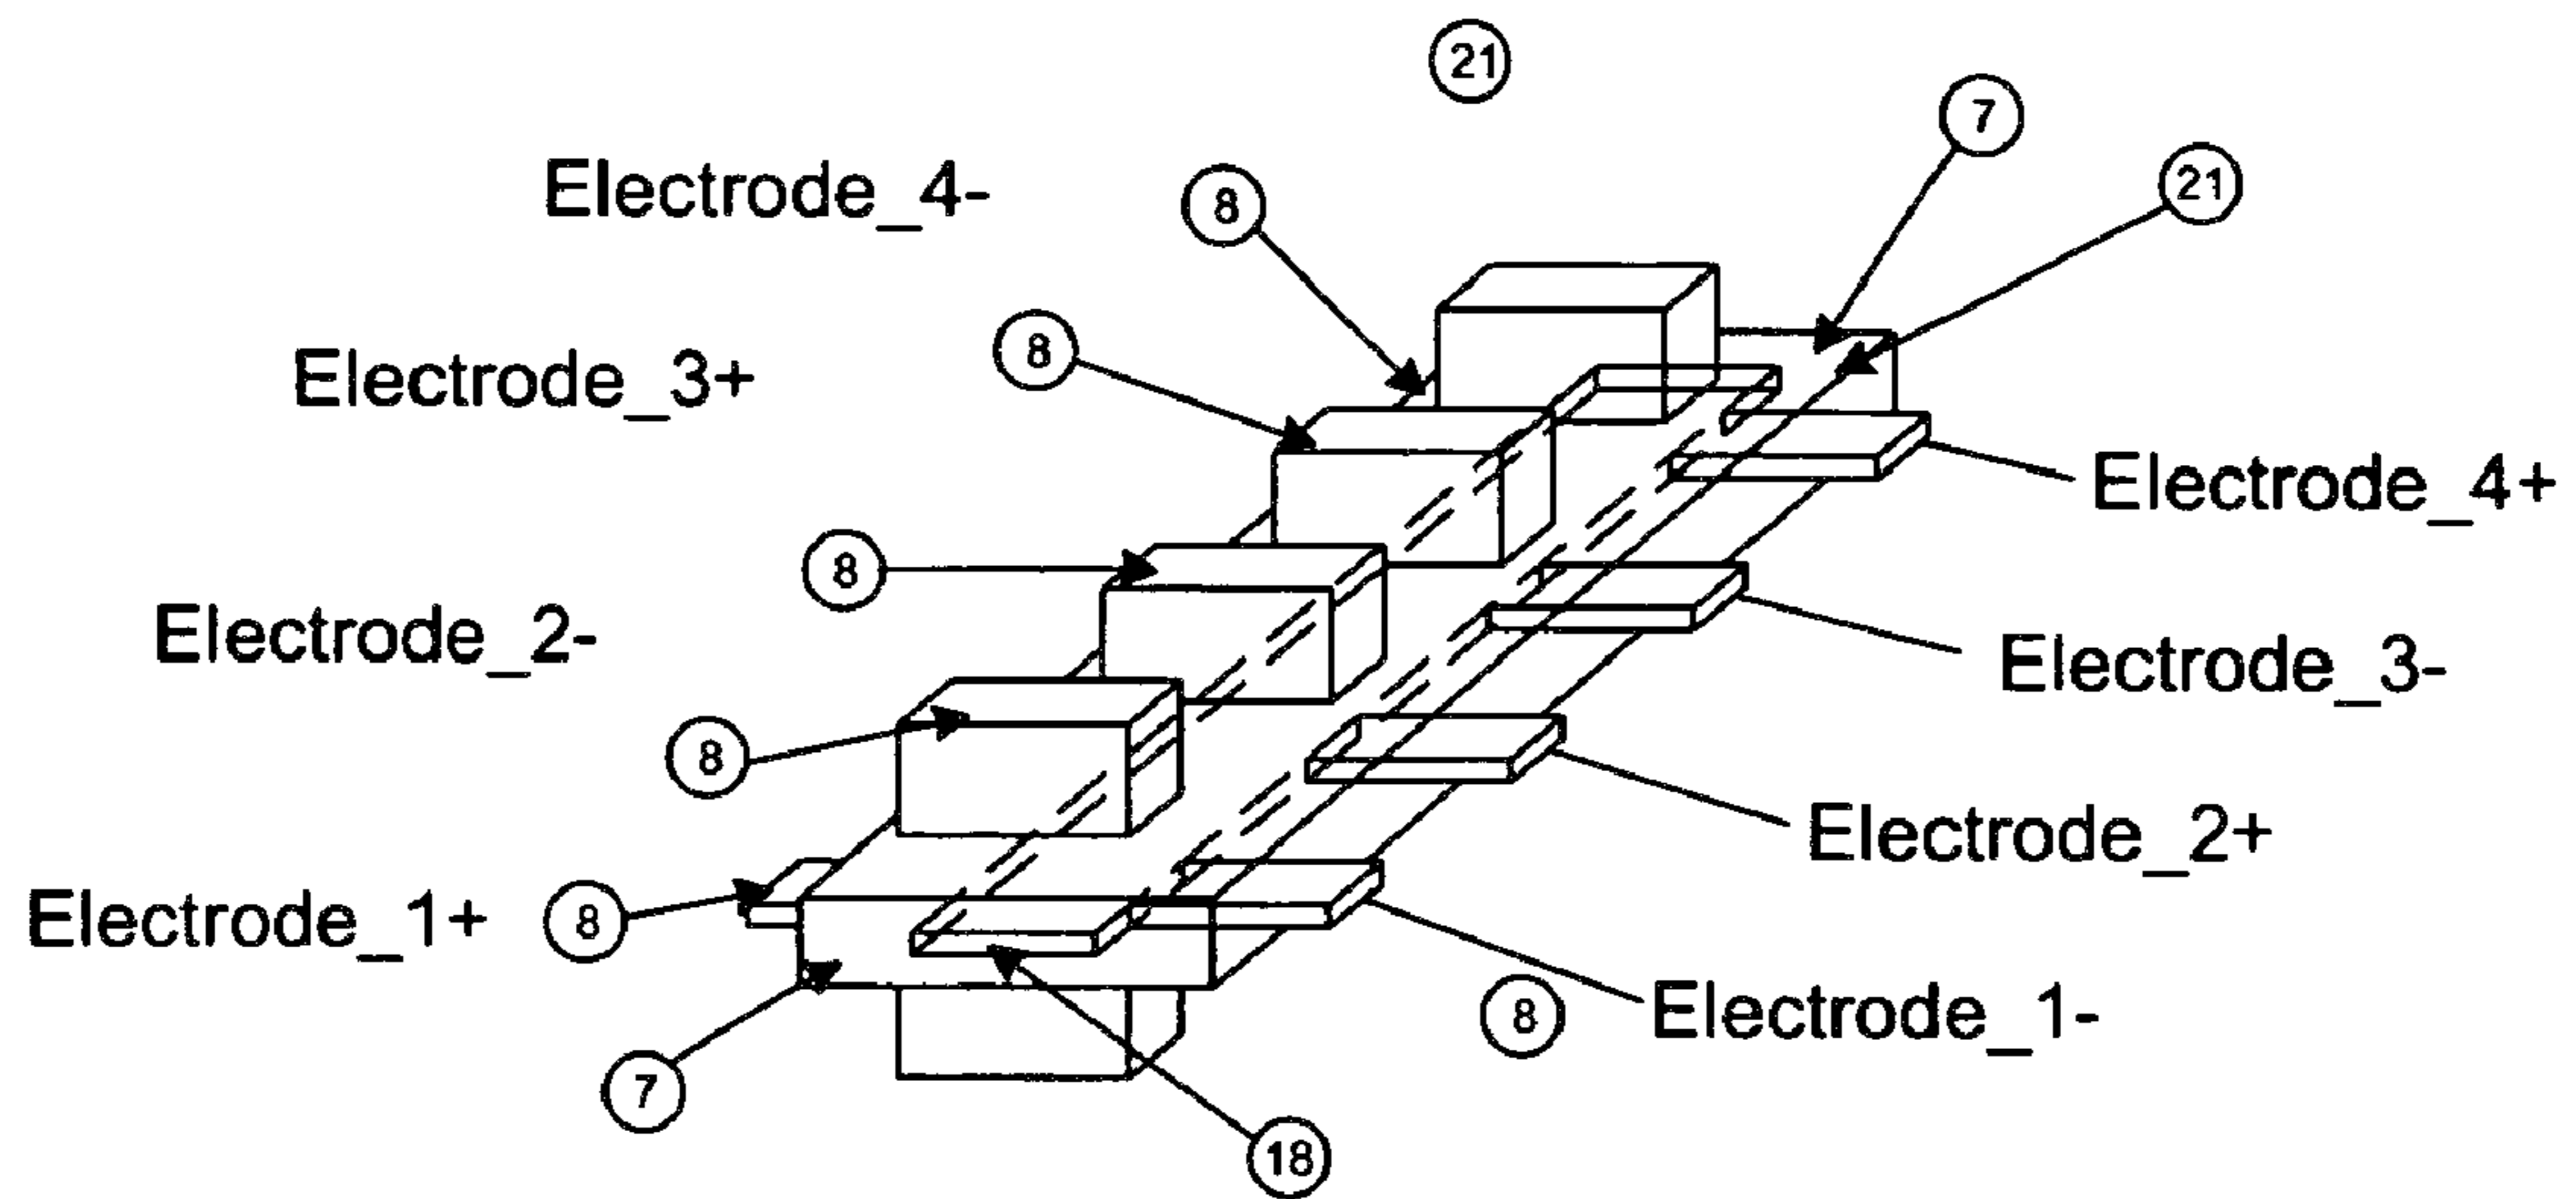 21
7
Electrode_4-
8
21
Electrode_3+
8
Electrode_4+
8
Electrode_2-
Electrode_3-
8
Electrode_2+
Electrode_1+
8
8
Electrode_1-
7
18